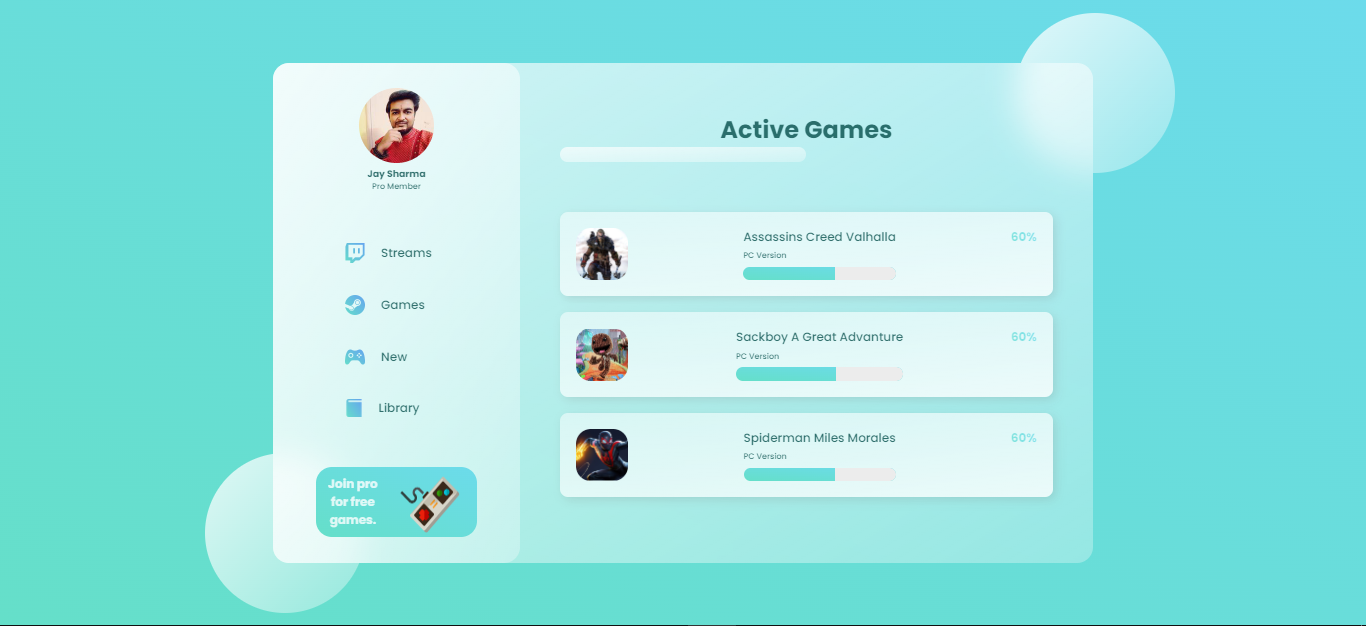 Jay Sharma
Pro Member
Streams
Games
New
Library
Join pro
for free
games.
Active Games
Assassins Creed Valhalla
60%
PC Version
Sackboy A Great Advanture
60%
PC Version
Spiderman Miles Morales
60%
PC Version